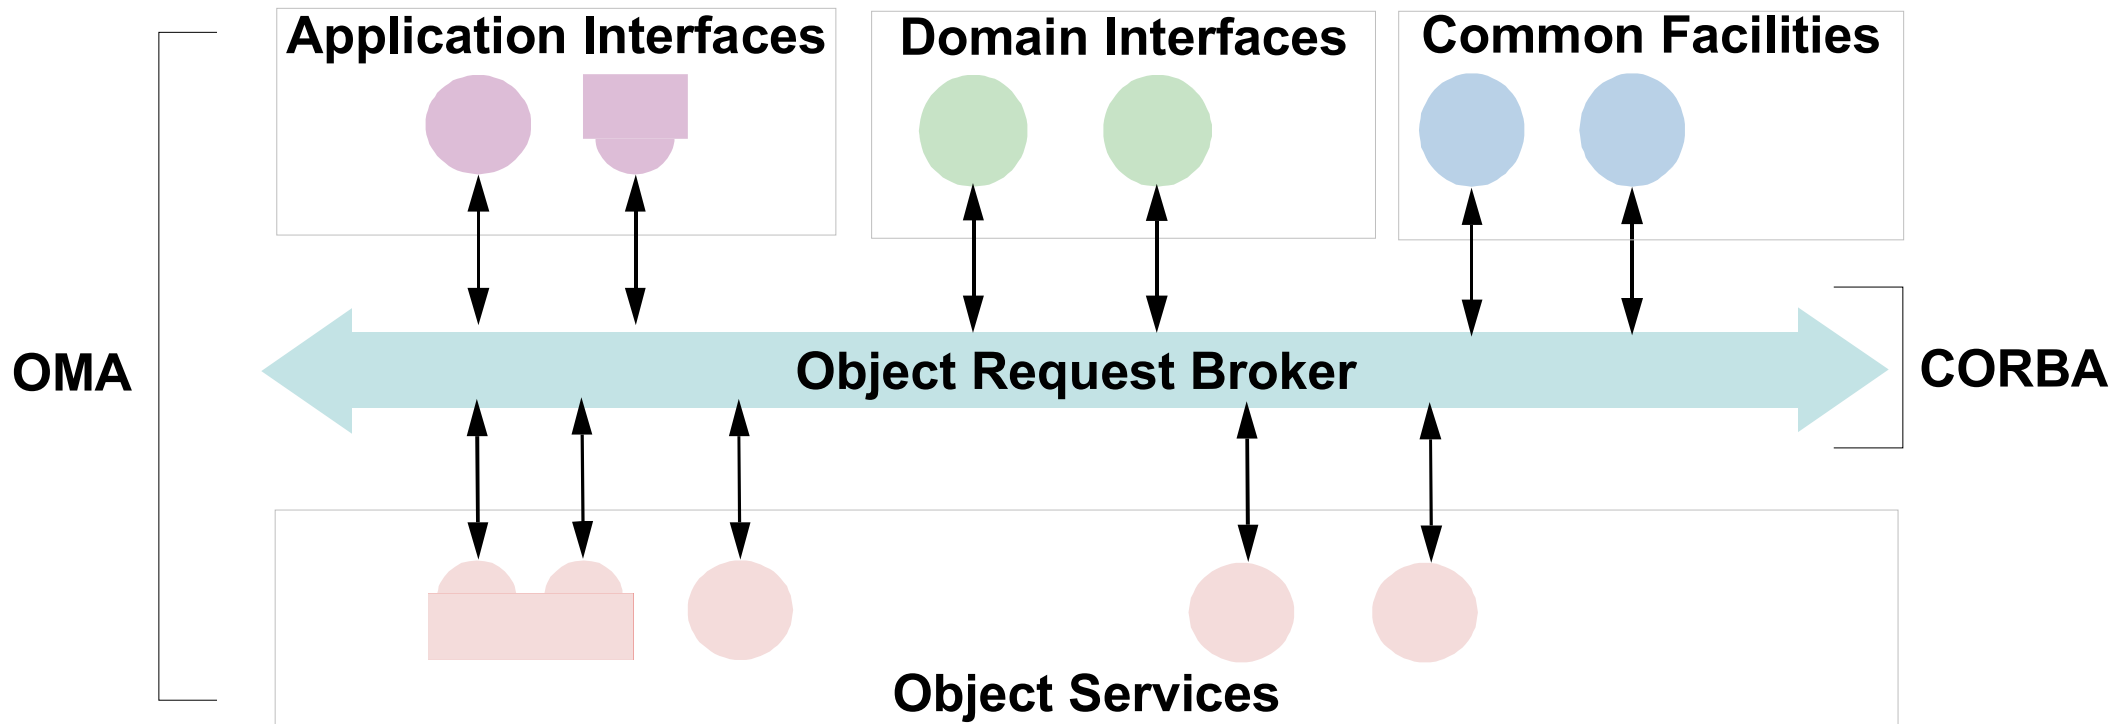 Application Interfaces
Domain Interfaces
Common Facilities
OMA
Object Request Broker
CORBA
Object Services